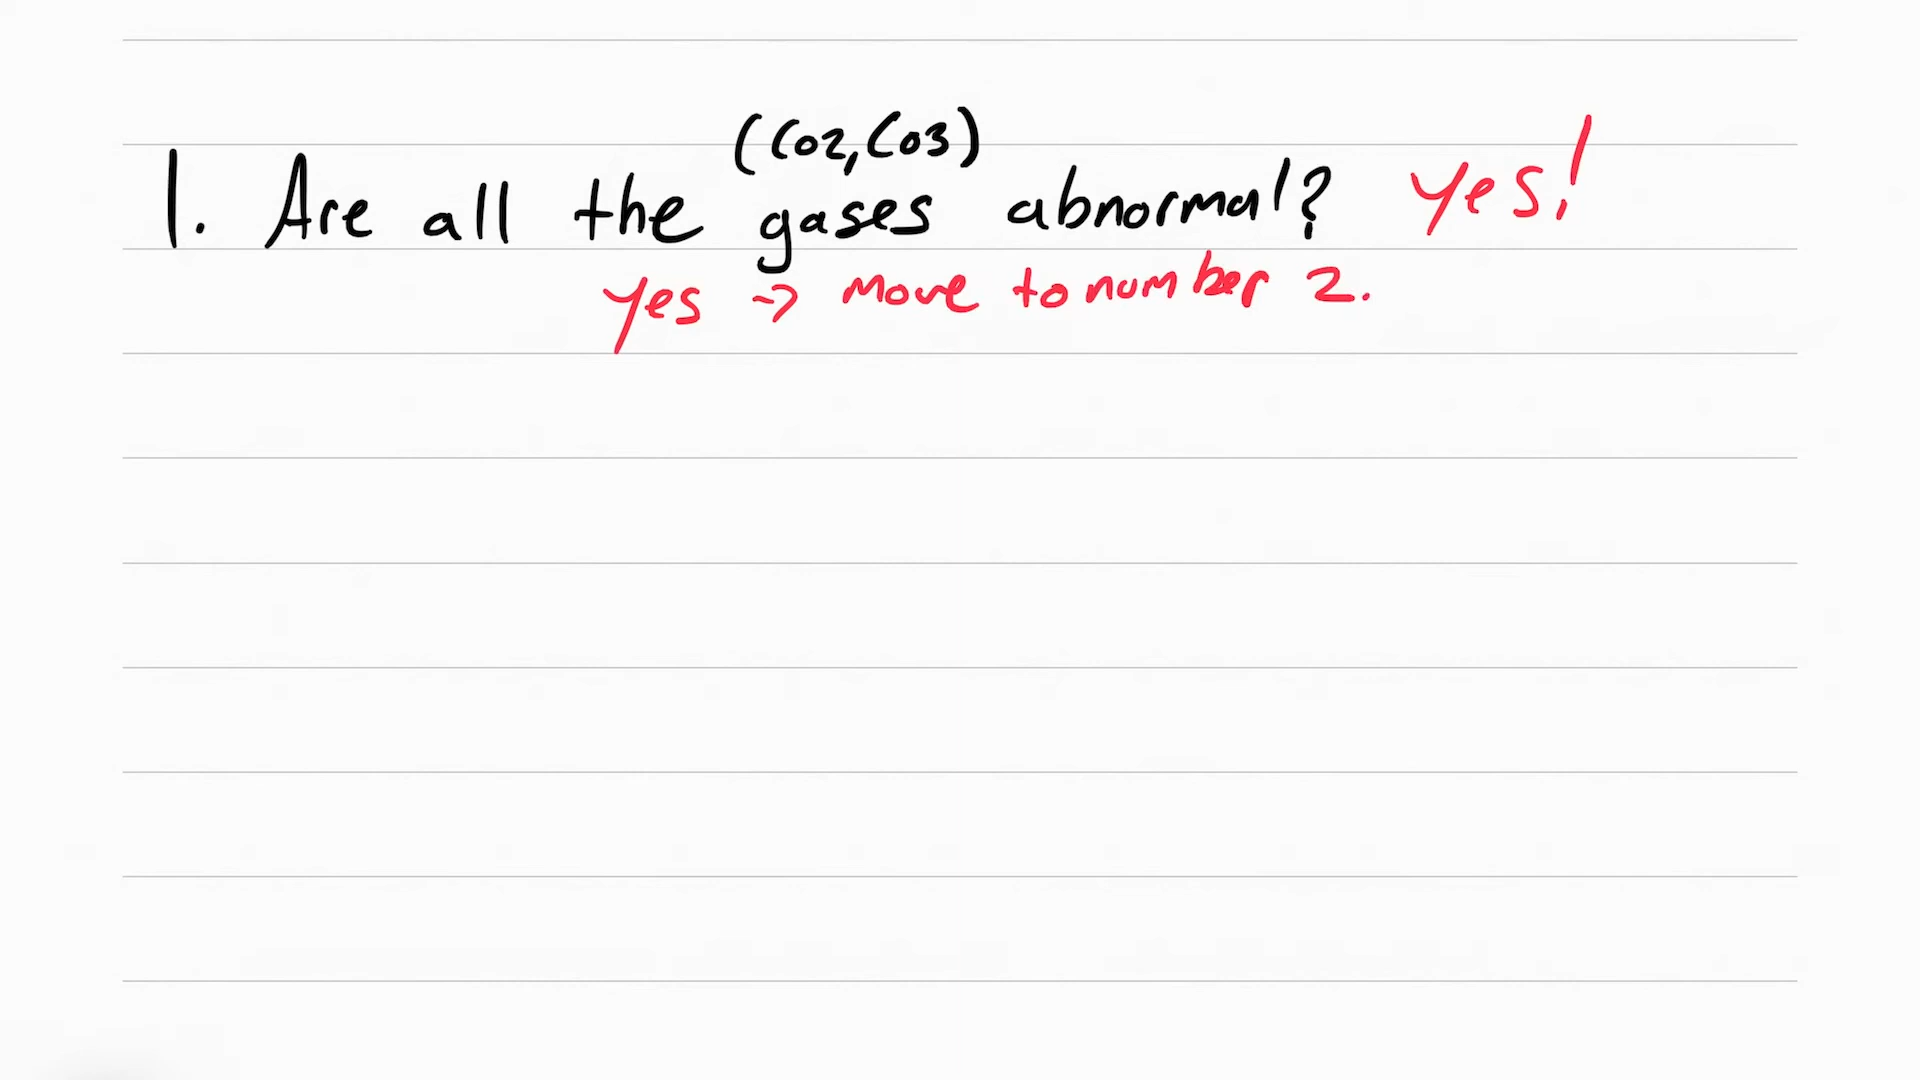 (CO2, CO3)
1. Are all the gases abnormal? yes!
yes -> move to number 2.